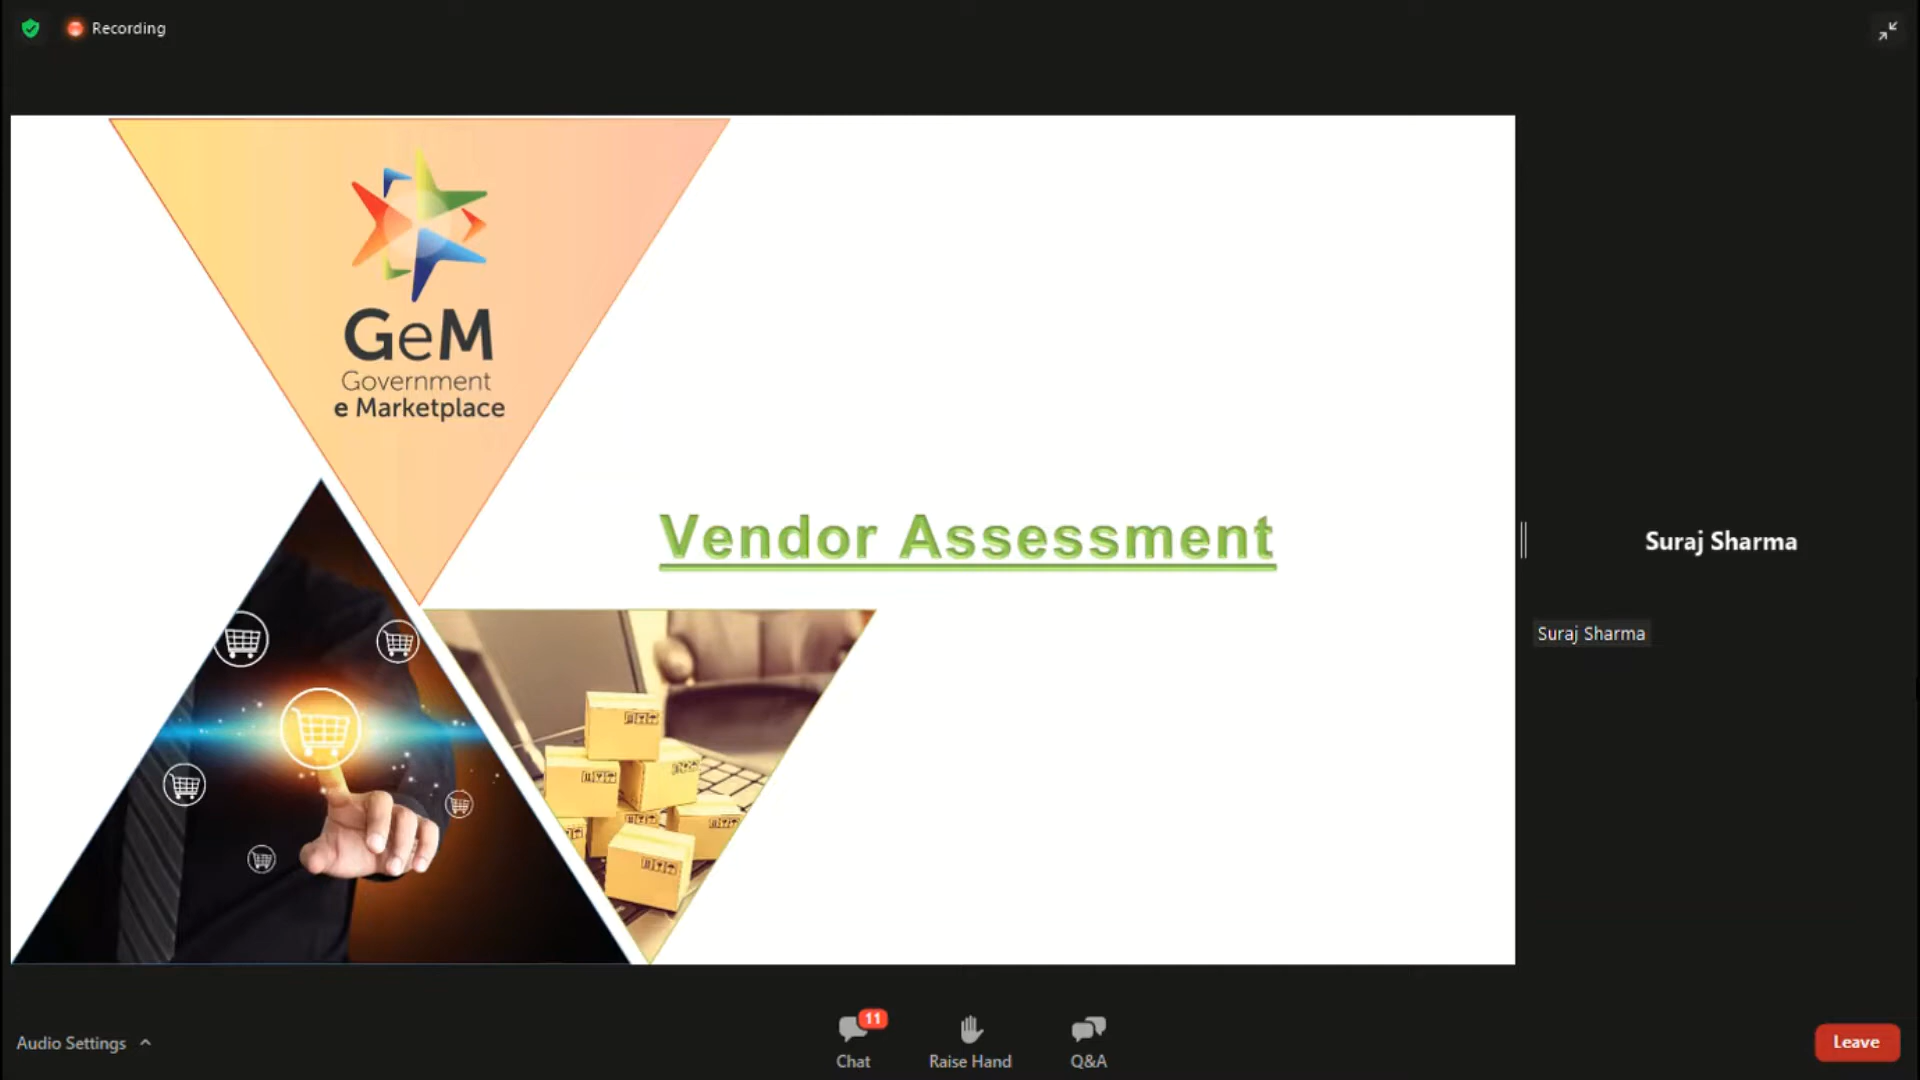 Recording
GeM
Government
e Marketplace
Vendor Assessment
Suraj Sharma
Suraj Sharma
Audio Settings
11
Chat
Raise Hand
Q&A
Leave